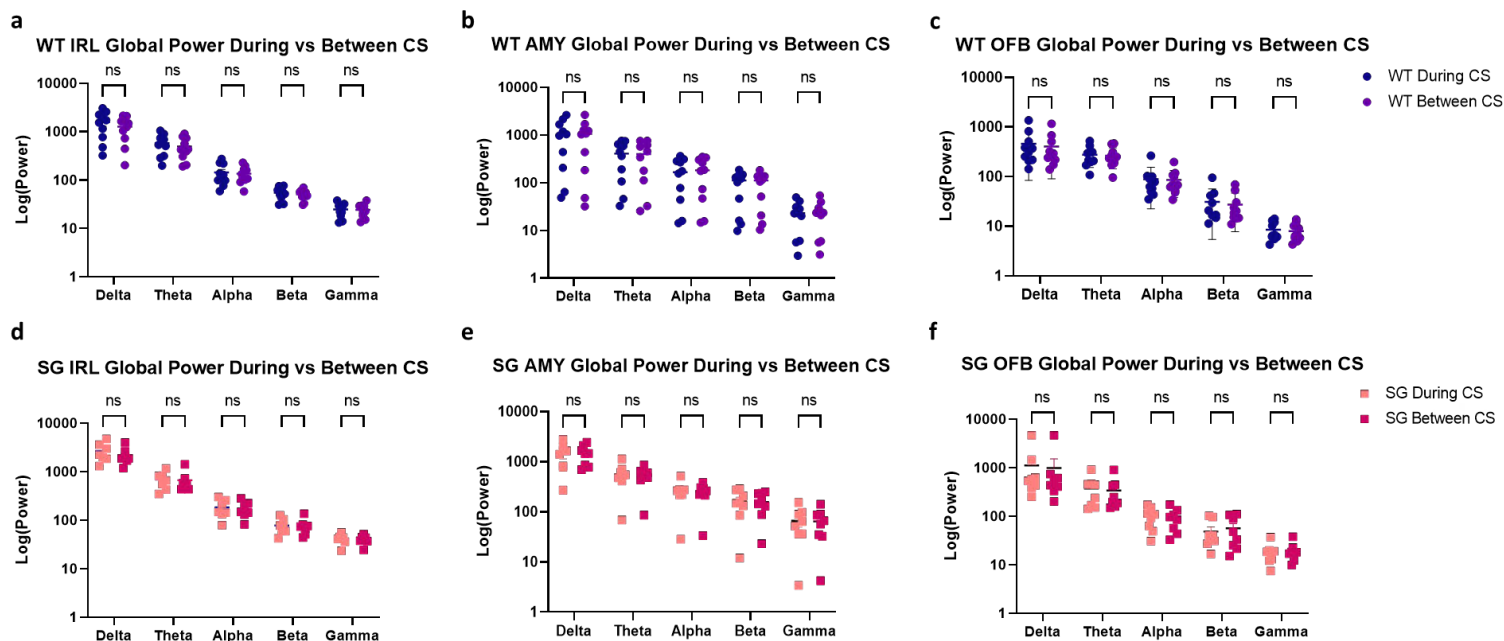 a
WT IRL Global Power During vs Between CS
ns ns ns ns ns
10000
1000
100
10
1
Log(Power)
Delta Theta Alpha Beta Gamma
b
WT AMY Global Power During vs Between CS
ns ns ns ns ns
10000
1000
100
10
1
Log(Power)
Delta Theta Alpha Beta Gamma
c
WT OFB Global Power During vs Between CS
ns ns ns ns ns
10000
1000
100
10
1
Log(Power)
Delta Theta Alpha Beta Gamma
WT During CS
WT Between CS
d
SG IRL Global Power During vs Between CS
ns ns ns ns ns
10000
1000
100
10
1
Log(Power)
Delta Theta Alpha Beta Gamma
e
SG AMY Global Power During vs Between CS
ns ns ns ns ns
10000
1000
100
10
1
Log(Power)
Delta Theta Alpha Beta Gamma
f
SG OFB Global Power During vs Between CS
ns ns ns ns ns
10000
1000
100
10
1
Log(Power)
Delta Theta Alpha Beta Gamma
SG During CS
SG Between CS